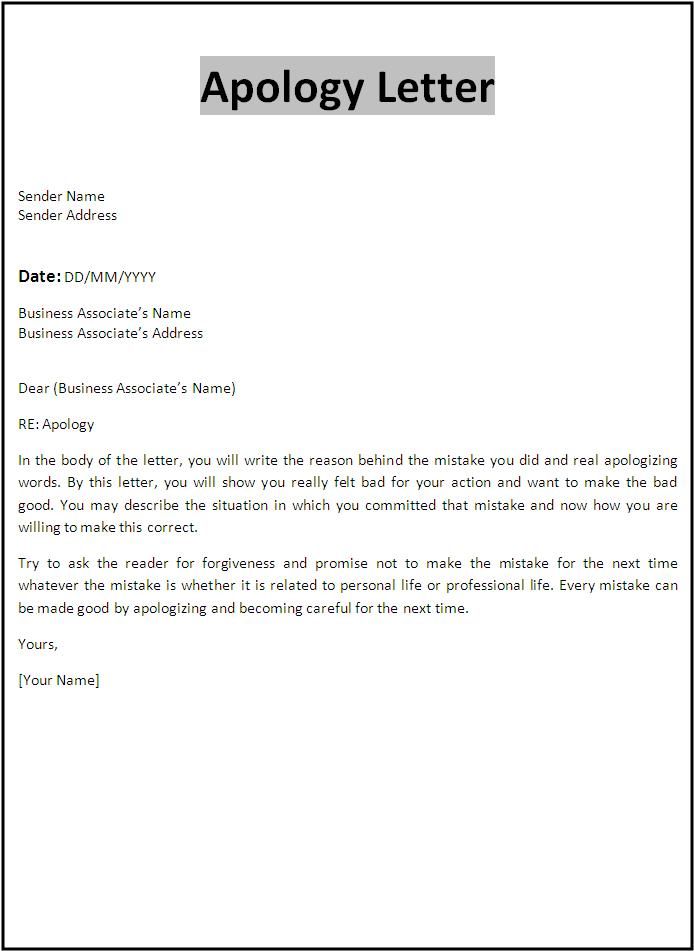 Apology Letter
Sender Name
Sender Address
Date: DD/MM/YYYY
Business Associate’s Name
Business Associate’s Address
Dear (Business Associate’s Name)
RE: Apology
In the body of the letter, you will write the reason behind the mistake you did and real apologizing
words. By this letter, you will show you really felt bad for your action and want to make the bad
good. You may describe the situation in which you committed that mistake and now how you are
willing to make this correct.
Try to ask the reader for forgiveness and promise not to make the mistake for the next time
whatever the mistake is whether it is related to personal life or professional life. Every mistake can
be made good by apologizing and becoming careful for the next time.
Yours,
[Your Name]